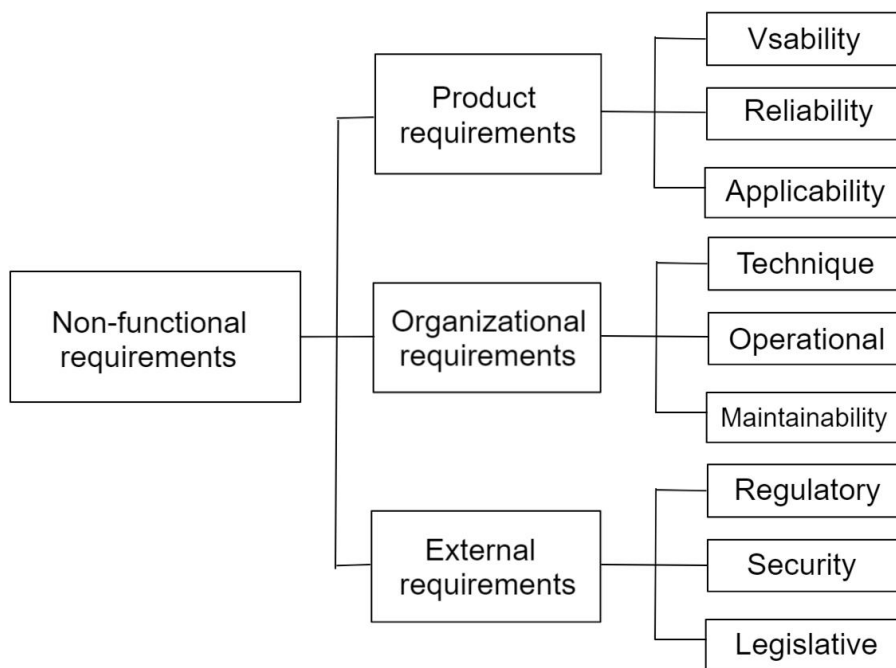 Non-functional
requirements
Product
requirements
Vsability
Reliability
Applicability
Organizational
requirements
Technique
Operational
Maintainability
External
requirements
Regulatory
Security
Legislative